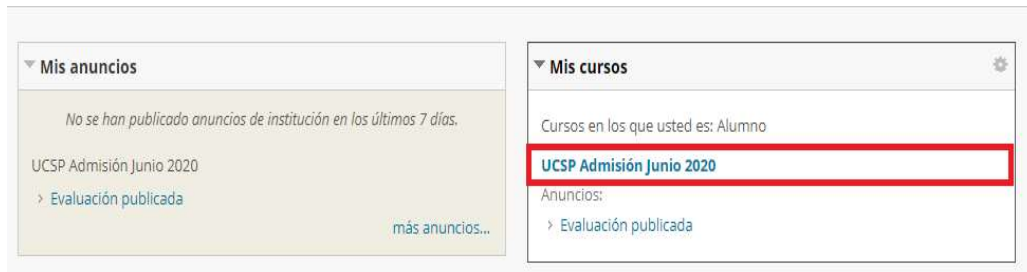 Mis anuncios
No se han publicado anuncios de institución en los últimos 7 días.
UCSP Admisión Junio 2020
> Evaluación publicada
más anuncios...
Mis cursos
Cursos en los que usted es: Alumno
UCSP Admisión Junio 2020
Anuncios:
> Evaluación publicada